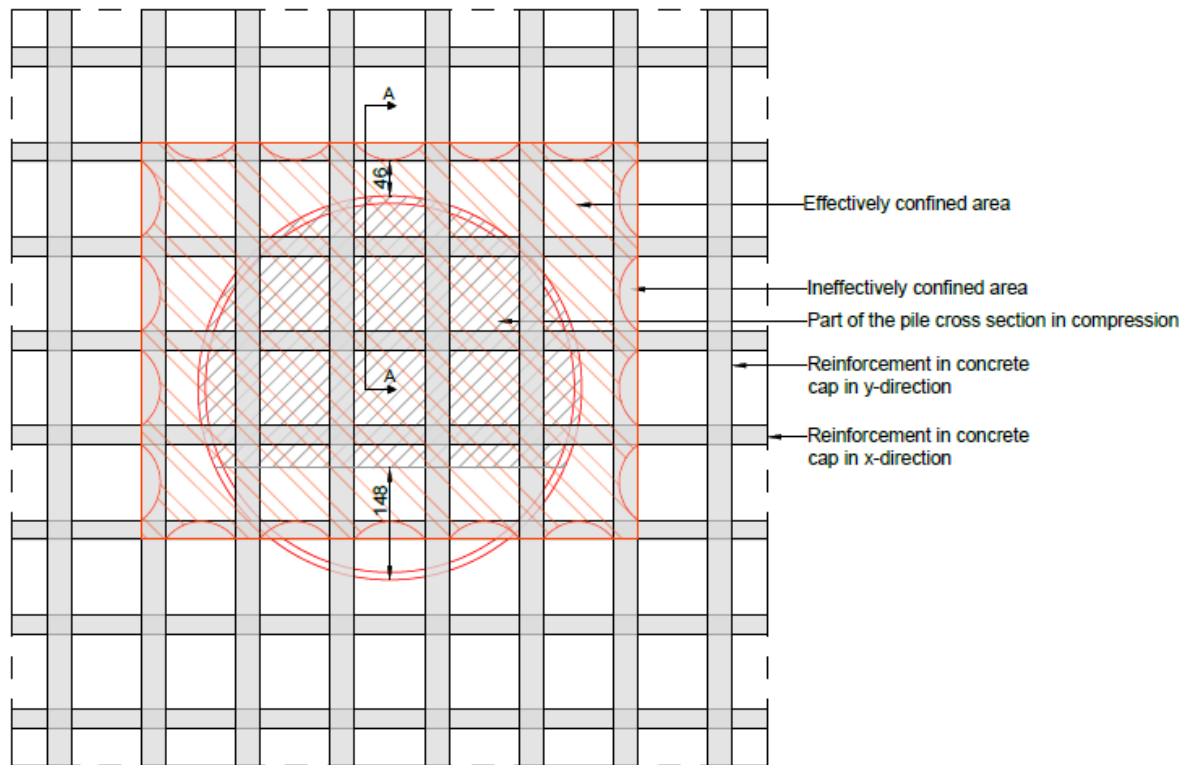 A
46
Effectively confined area
Ineffectively confined area
Part of the pile cross section in compression
Reinforcement in concrete
cap in y-direction
A
Reinforcement in concrete
cap in x-direction
148